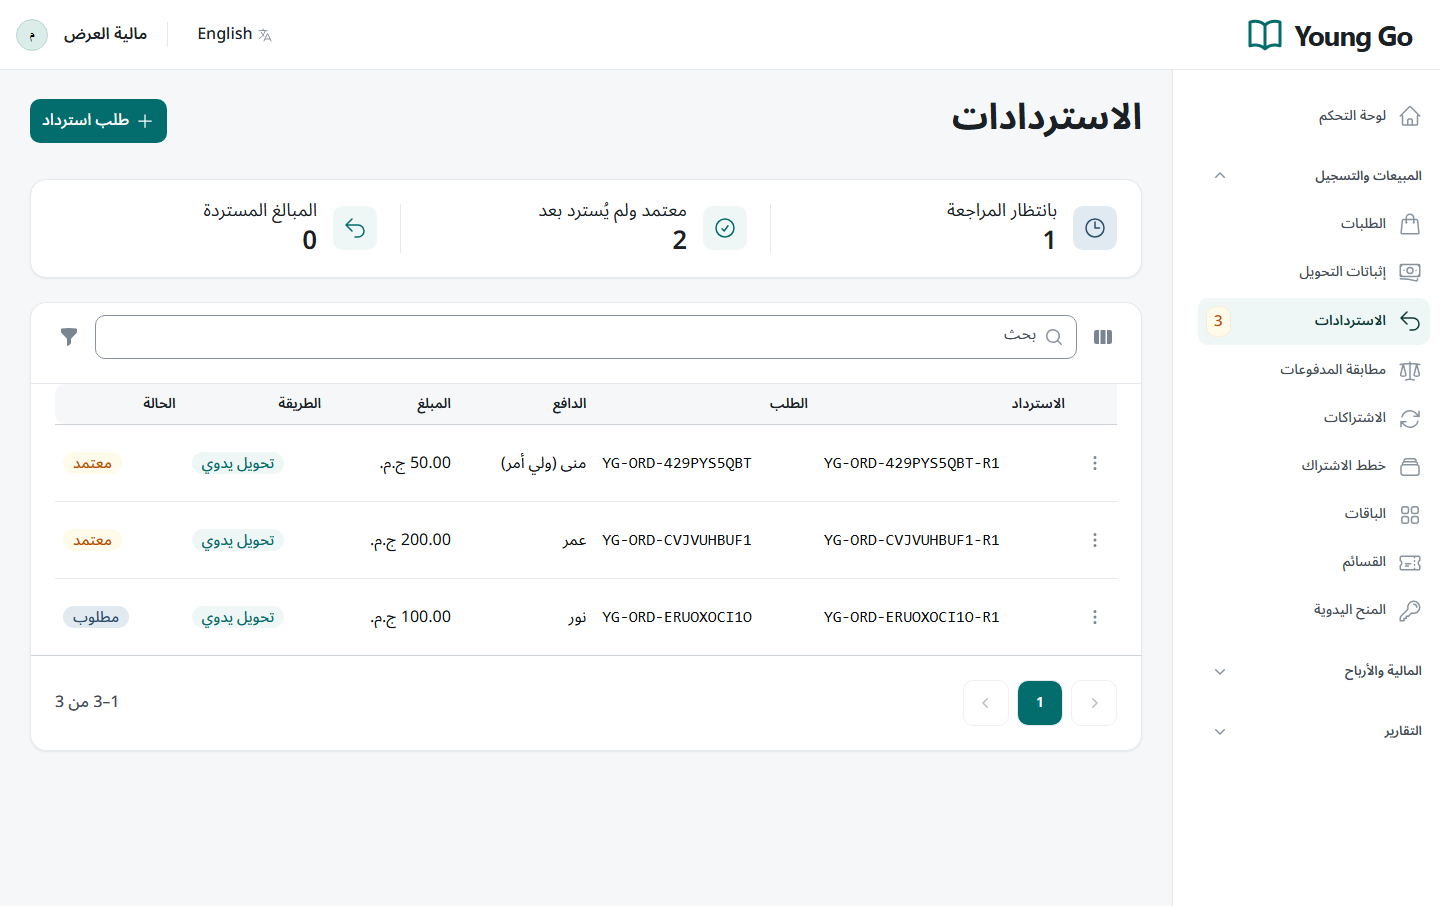 Young Go
English
مالية العرض
م
لوحة التحكم
المبيعات والتسجيل
الطلبات
إثباتات التحويل
الاستردادات
3
مطابقة المدفوعات
الاشتراكات
خطط الاشتراك
الباقات
القسائم
المنح اليدوية
المالية والأرباح
التقارير
الاستردادات
طلب استرداد
بانتظار المراجعة
1
معتمد ولم يُسترد بعد
2
المبالغ المستردة
0
بحث
الاسترداد الطلب الدافع المبلغ الطريقة الحالة
YG-ORD-429PYS5QBT-R1 YG-ORD-429PYS5QBT منى (ولي أمر) 50.00 ج.م. تحويل يدوي معتمد
YG-ORD-CVJVUHBUF1-R1 YG-ORD-CVJVUHBUF1 عمر 200.00 ج.م. تحويل يدوي معتمد
YG-ORD-ERUOXOCI1O-R1 YG-ORD-ERUOXOCI1O نور 100.00 ج.م. تحويل يدوي مطلوب
1
1–3 من 3